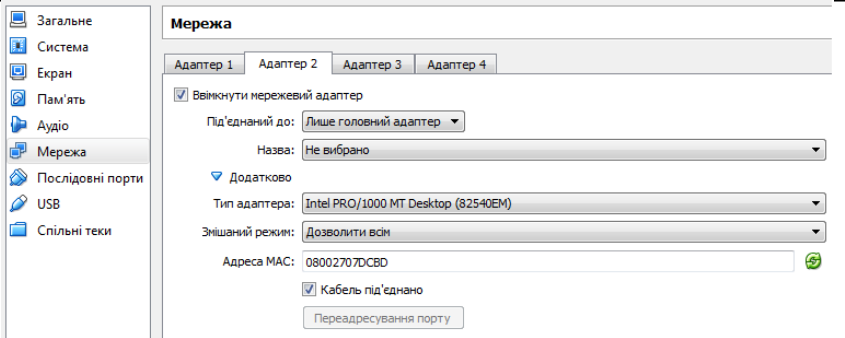 Загальне
Система
Екран
Пам'ять
Аудіо
Мережа
Послідовні порти
USB
Спільні теки
Мережа
Адаптер 1 Адаптер 2 Адаптер 3 Адаптер 4
Ввімкнути мережевий адаптер
Під'єднаний до: Лише головний адаптер
Назва: Не вибрано
Додатково
Тип адаптера: Intel PRO/1000 MT Desktop (82540EM)
Змішаний режим: Дозволити всім
Адреса MAC: 08002707DCBD
Кабель під'єднано
Переадресування порту